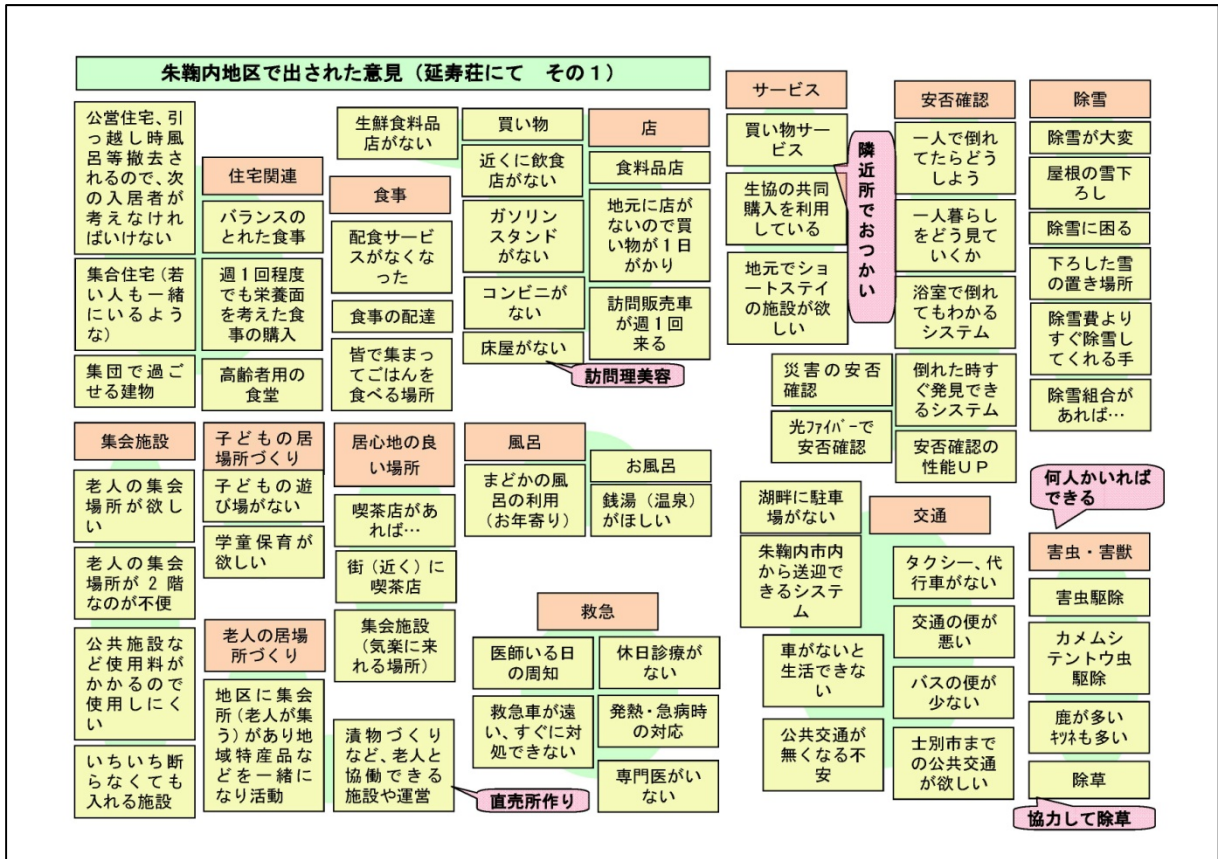 朱鞠内地区で出された意見（延寿荘にて　その１）
公営住宅、引
っ越し時風
呂等撤去さ
れるので、次
の入居者が
考えなけれ
ばいけない
集合住宅（若
い人も一緒
にいるよう
な）
集団で過ご
せる建物
住宅関連
バランスの
とれた食事
週１回程度
でも栄養面
を考えた食
事の購入
高齢者用の
食堂
生鮮食料品
店がない
食事
配食サービ
スがなくな
った
食事の配達
皆で集まっ
てごはんを
食べる場所
買い物
近くに飲食
店がない
ガソリン
スタンドが
ない
コンビニが
ない
床屋がない
訪問理美容
店
食料品店
地元に店が
ないので買
い物が１日
がかり
訪問販売車
が週１回
来る
サービス
買い物サー
ビス
生協の共同
購入を利用
している
地元でショ
ートステイ
の施設が欲
しい
隣近所でおつかい
安否確認
一人で倒れ
てたらどう
しよう
一人暮らし
をどう見て
いくか
浴室で倒れ
てもわかる
システム
倒れた時す
ぐ発見でき
るシステム
安否確認の
性能ＵＰ
災害の安否
確認
光ﾌｧｲﾊﾞｰで
安否確認
除雪
除雪が大変
屋根の雪下
ろし
除雪に困る
下ろした雪
の置き場所
除雪費より
すぐ除雪し
てくれる手
除雪組合が
あれば…
何人かいれば
できる
集会施設
老人の集会
場所が欲し
い
老人の集会
場所が２階
なのが不便
公共施設な
ど使用料が
かかるので
使用しにく
い
いちいち断
らなくても
入れる施設
子どもの居
場所づくり
子どもの遊
び場がない
学童保育が
欲しい
老人の居場
所づくり
地区に集会
所（老人が集
う）があり地
域特産品な
どを一緒に
なり活動
居心地の良
い場所
喫茶店があ
れば…
街（近く）に
喫茶店
集会施設
（気楽に来
れる場所）
漬物づくり
など、老人と
協働できる
施設や運営
直売所作り
風呂
まどかの風
呂の利用
（お年寄り）
お風呂
銭湯（温泉）
がほしい
救急
医師いる日
の周知
救急車が遠
い、すぐに対
処できない
休日診療が
ない
発熱・急病時
の対応
専門医がい
ない
湖畔に駐車
場がない
朱鞠内市内
から送迎で
きるシステ
ム
車がないと
生活できな
い
公共交通が
無くなる不
安
交通
タクシー、代
行車がない
交通の便が
悪い
バスの便が
少ない
士別市まで
の公共交通
が欲しい
害虫・害獣
害虫駆除
カメムシ
テントウ虫
駆除
鹿が多い
ｷﾂﾈも多い
除草
協力して除草